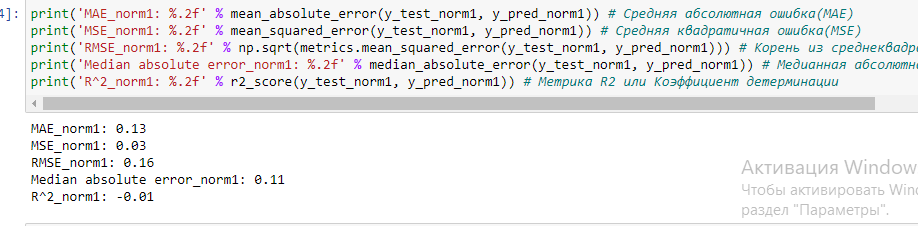 4]: print('MAE_norm1: %.2f' % mean_absolute_error(y_test_norm1, y_pred_norm1)) # Средняя абсолютная ошибка(MAE)
print('MSE_norm1: %.2f' % mean_squared_error(y_test_norm1, y_pred_norm1)) # Средняя квадратичная ошибка(MSE)
print('RMSE_norm1: %.2f' % np.sqrt(metrics.mean_squared_error(y_test_norm1, y_pred_norm1))) # Корень из среднеквадра
print('Median absolute error_norm1: %.2f' % median_absolute_error(y_test_norm1, y_pred_norm1)) # Медианная абсолютна
print('R^2_norm1: %.2f' % r2_score(y_test_norm1, y_pred_norm1)) # Метрика R2 или Коэффициент детерминации
MAE_norm1: 0.13
MSE_norm1: 0.03
RMSE_norm1: 0.16
Median absolute error_norm1: 0.11
R^2_norm1: -0.01
Активация Window
Чтобы активировать Wind
раздел "Параметры".